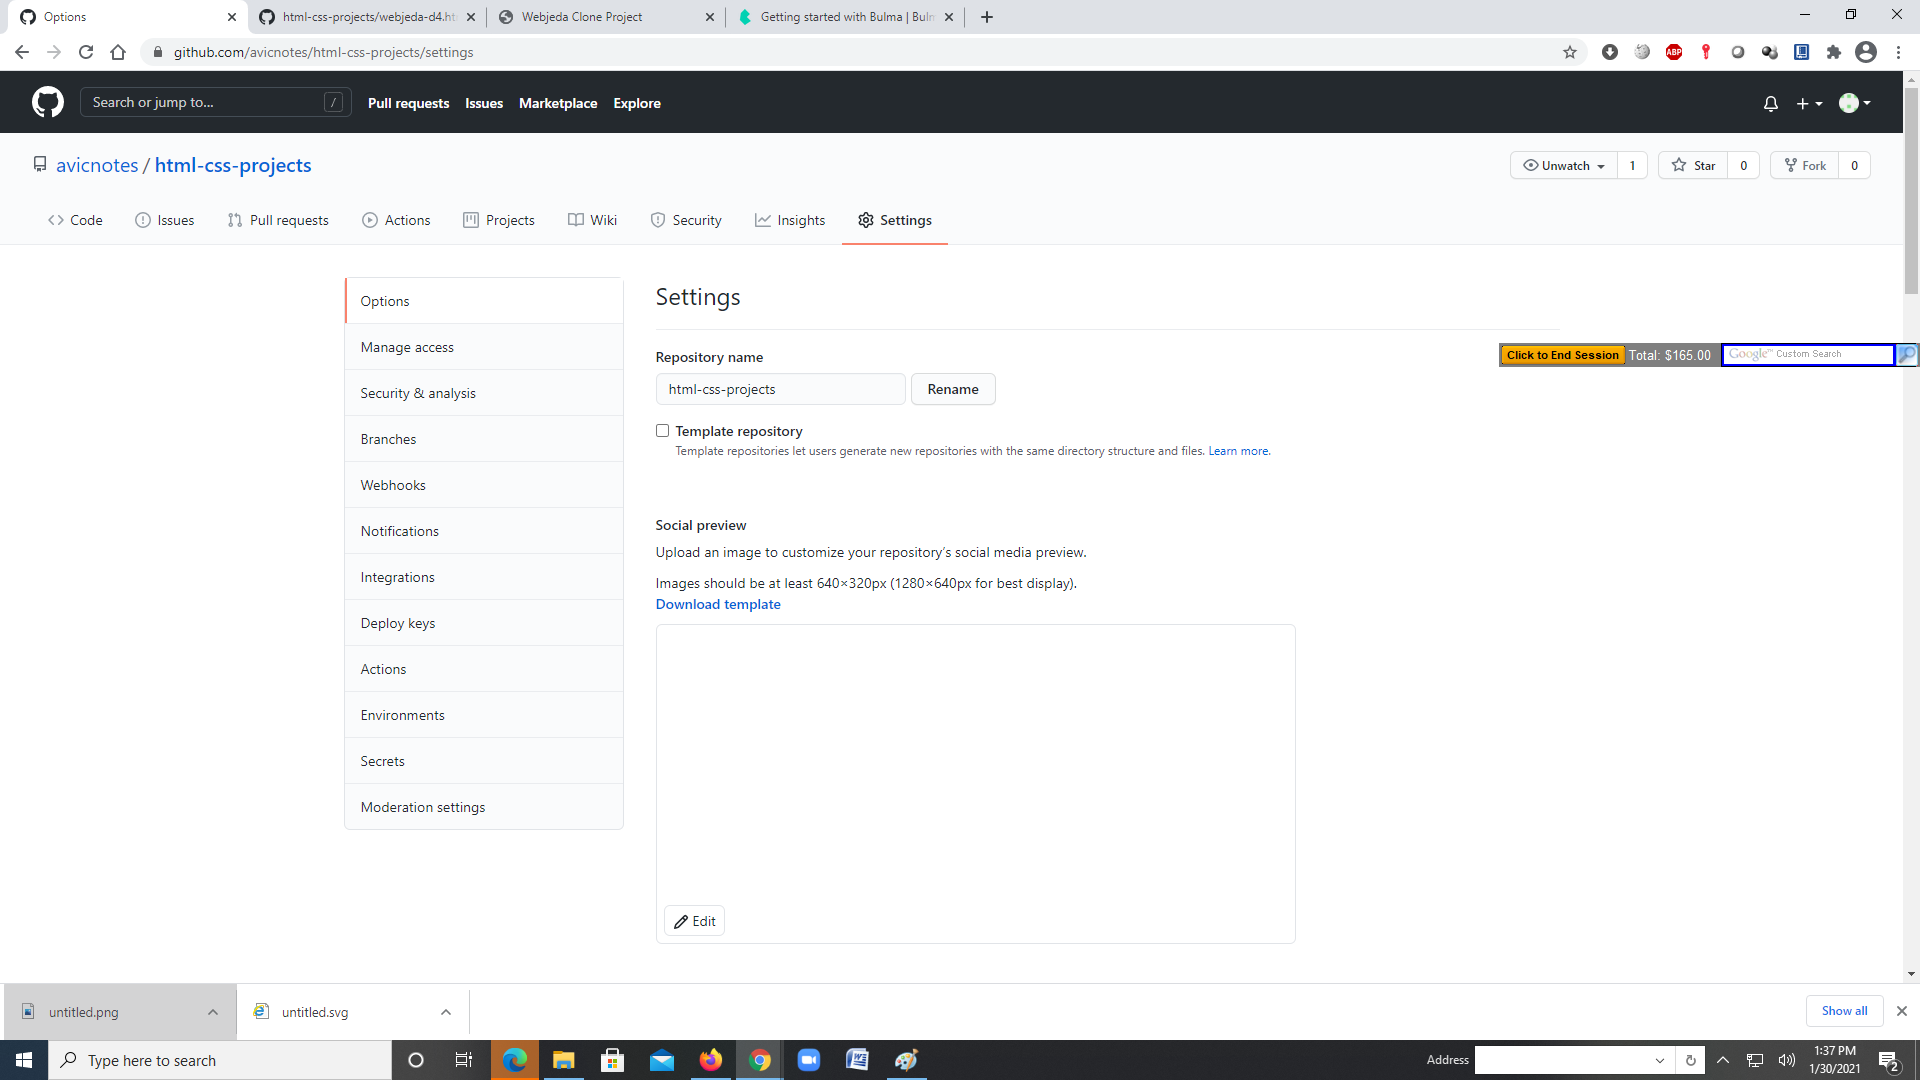 Options
html-css-projects/webjeda-d4.ht
Webjeda Clone Project
Getting started with Bulma | Bulm
github.com/avicnotes/html-css-projects/settings
ABP
Search or jump to...
/
Pull requests
Issues
Marketplace
Explore
avicnotes / html-css-projects
Unwatch
1
Star
0
Fork
0
Code
Issues
Pull requests
Actions
Projects
Wiki
Security
Insights
Settings
Options
Manage access
Security & analysis
Branches
Webhooks
Notifications
Integrations
Deploy keys
Actions
Environments
Secrets
Moderation settings
Settings
Repository name
html-css-projects
Rename
Template repository
Template repositories let users generate new repositories with the same directory structure and files. Learn more.
Click to End Session
Total: $165.00
Google™ Custom Search
Social preview
Upload an image to customize your repository’s social media preview.
Images should be at least 640×320px (1280×640px for best display).
Download template
Edit
untitled.png
untitled.svg
Show all
Type here to search
Address
1:37 PM
1/30/2021
2